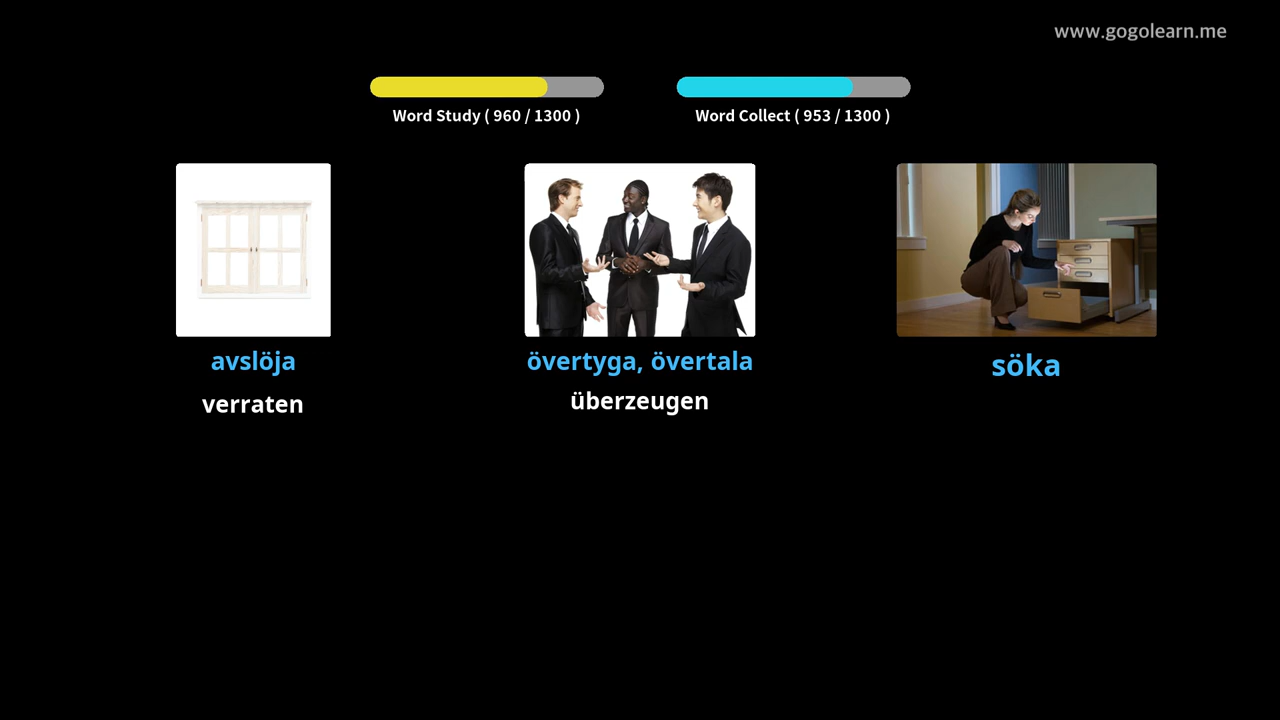 www.gogolearn.me
Word Study ( 960 / 1300 )
Word Collect ( 953 / 1300 )
avslöja
verraten
övertyga, övertala
überzeugen
söka